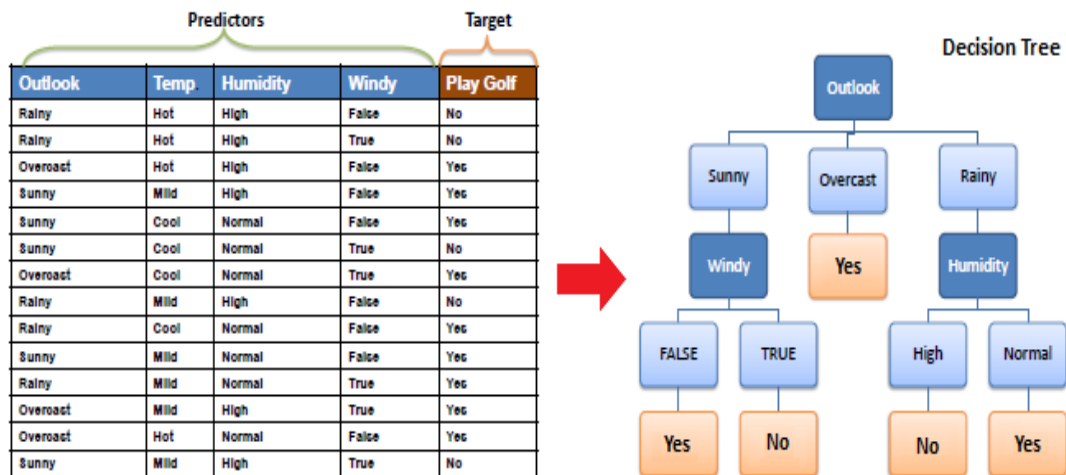 Predictors Target
Outlook Temp. Humidity Windy Play Golf
Rainy Hot High False No
Rainy Hot High True No
Overcast Hot High False Yes
Sunny Mild High False Yes
Sunny Cool Normal False Yes
Sunny Cool Normal True No
Overcast Cool Normal True Yes
Rainy Mild High False No
Rainy Cool Normal False Yes
Sunny Mild Normal False Yes
Rainy Mild Normal True Yes
Overcast Mild High True Yes
Overcast Hot Normal False Yes
Sunny Mild High True No
Decision Tree
Outlook
Sunny Overcast Rainy
Windy Yes Humidity
FALSE TRUE High Normal
Yes No No Yes